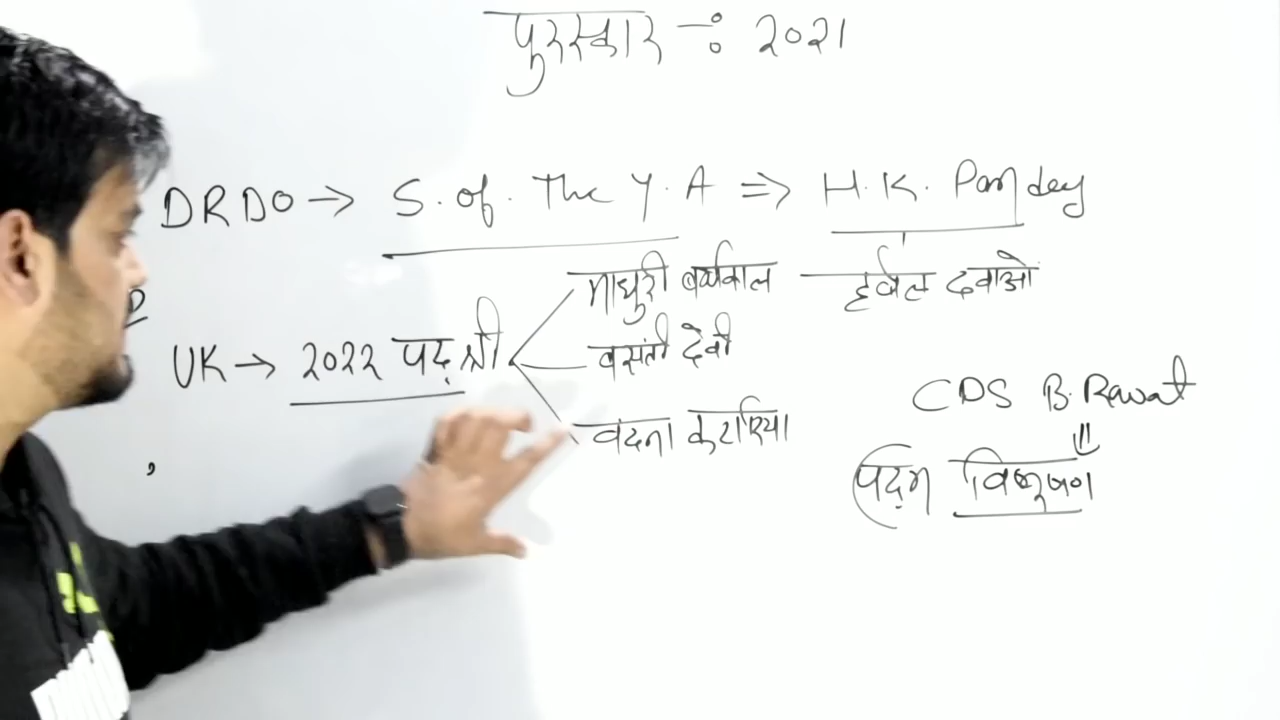 पुरस्कार -: 2021
DRDO → S. of. The Y. A ⇒ H. K. Pandey
माधुरी बर्थवाल
हर्बल दवाओ
UK → 2022 पद्म श्री
बसंती देवी
वंदना कटारिया
CDS B. Rawat
पद्म विभूषण